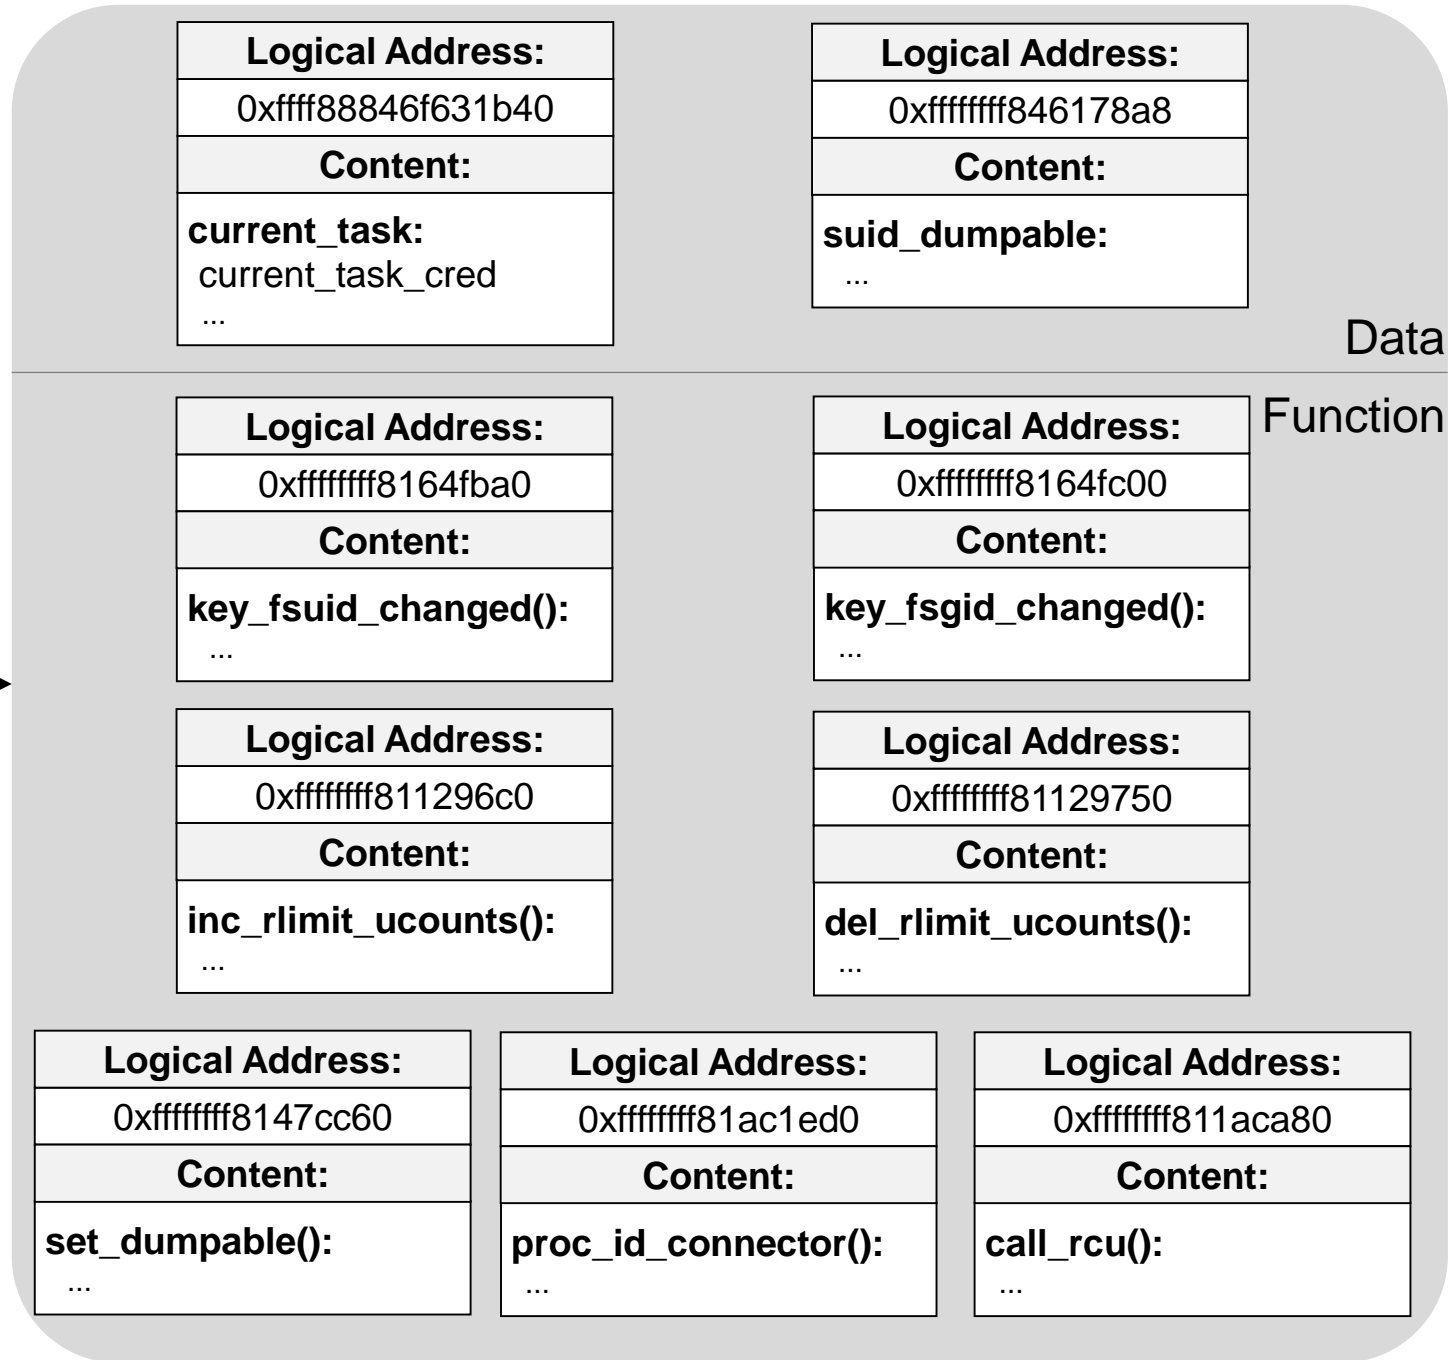 Logical Address:
0xffff88846f631b40
Content:
current_task:
current_task_cred
...
Logical Address:
0xffffffff846178a8
Content:
suid_dumpable:
...
Data
Function
Logical Address:
0xffffffff8164fba0
Content:
key_fsuid_changed():
...
Logical Address:
0xffffffff8164fc00
Content:
key_fsgid_changed():
...
Logical Address:
0xffffffff811296c0
Content:
inc_rlimit_ucounts():
...
Logical Address:
0xffffffff81129750
Content:
del_rlimit_ucounts():
...
Logical Address:
0xffffffff8147cc60
Content:
set_dumpable():
...
Logical Address:
0xffffffff81ac1ed0
Content:
proc_id_connector():
...
Logical Address:
0xffffffff811aca80
Content:
call_rcu():
...